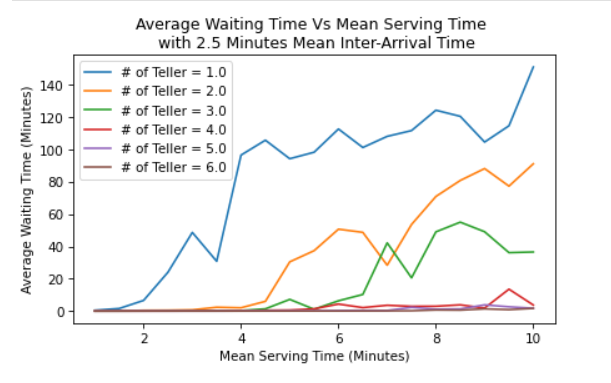 Average Waiting Time Vs Mean Serving Time
with 2.5 Minutes Mean Inter-Arrival Time
# of Teller = 1.0
# of Teller = 2.0
# of Teller = 3.0
# of Teller = 4.0
# of Teller = 5.0
# of Teller = 6.0
Average Waiting Time (Minutes)
140
120
100
80
60
40
20
0
2
4
6
8
10
Mean Serving Time (Minutes)